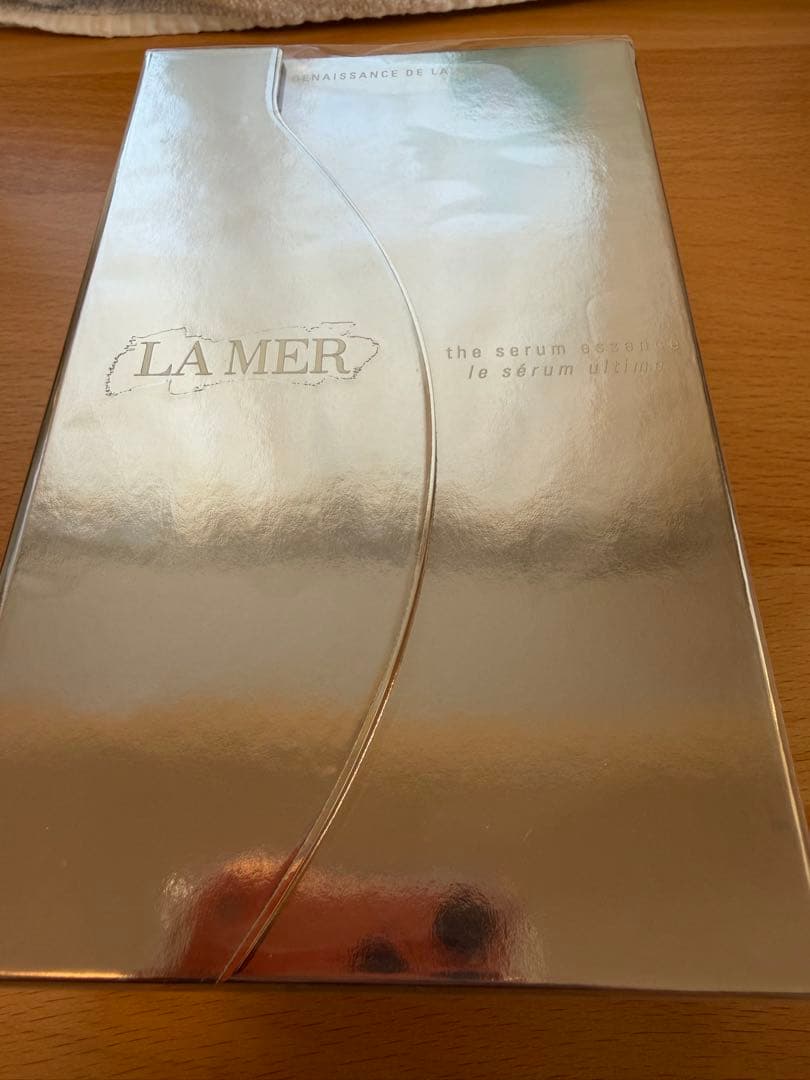 RENAISSANCE DE LA
LA MER
the serum essence
le sérum ultime